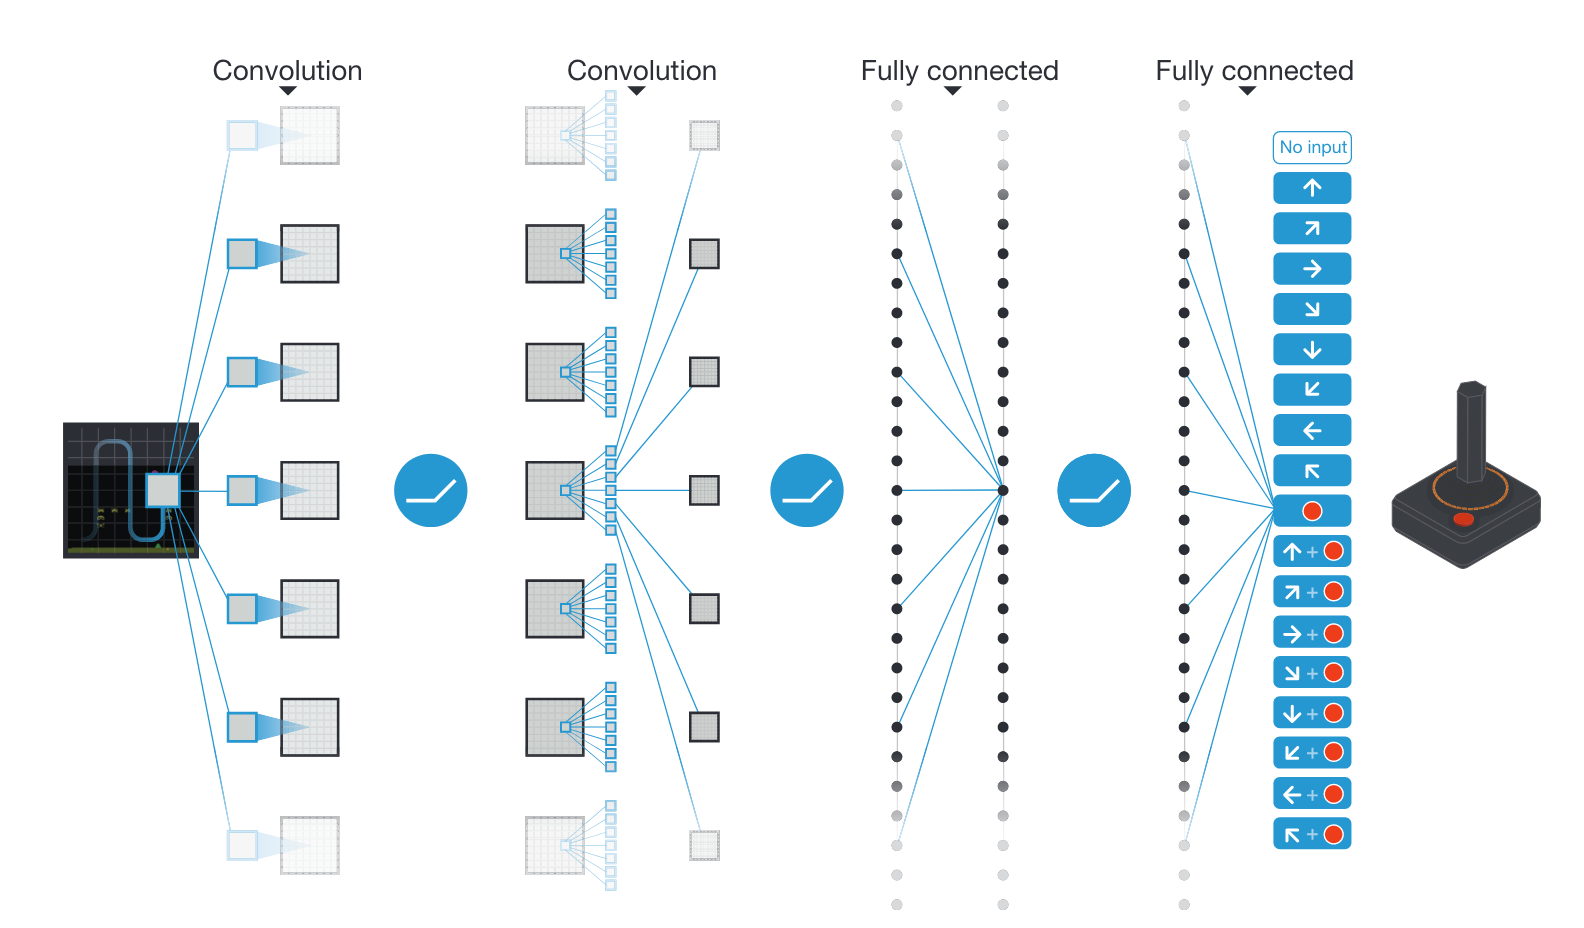 Convolution
Convolution
Fully connected
Fully connected
No input
+
+
+
+
+
+
+
+